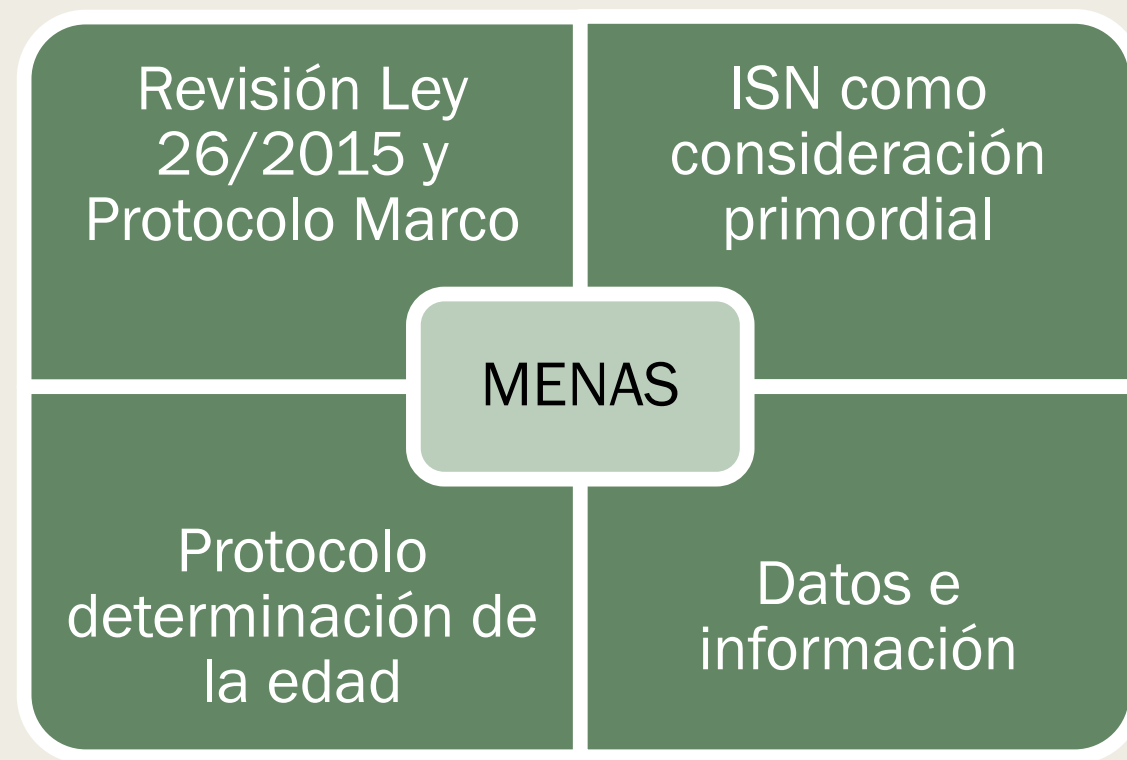 Revisión Ley
26/2015 y
Protocolo Marco
ISN como
consideración
primordial
MENAS
Protocolo
determinación de
la edad
Datos e
información